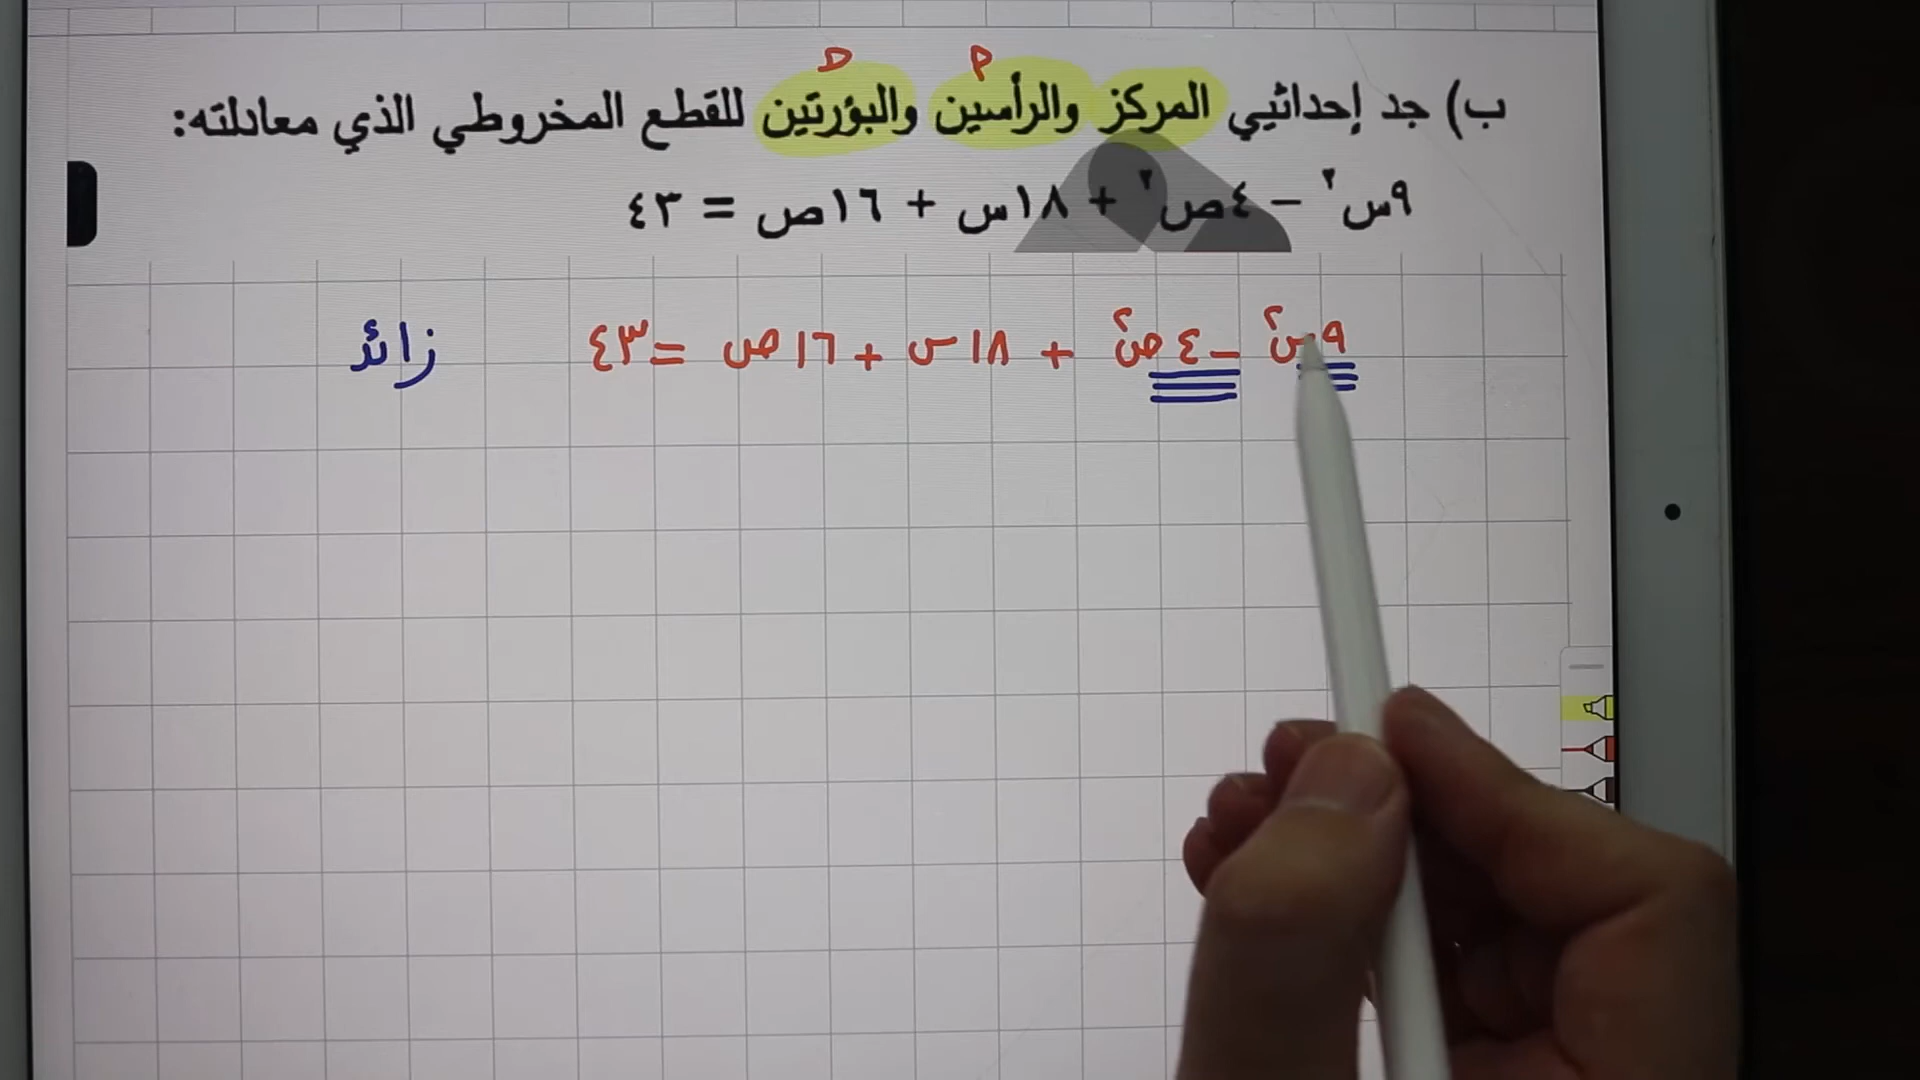 ب) جد إحداثيي المركز والرأسين والبؤرتين للقطع المخروطي الذي معادلته:
٩س٢ – ٤ص٢ + ١٨س + ١٦ص = ٤٣
٩س٢ – ٤ص٢ + ١٨س + ١٦ص = ٤٣ زائد